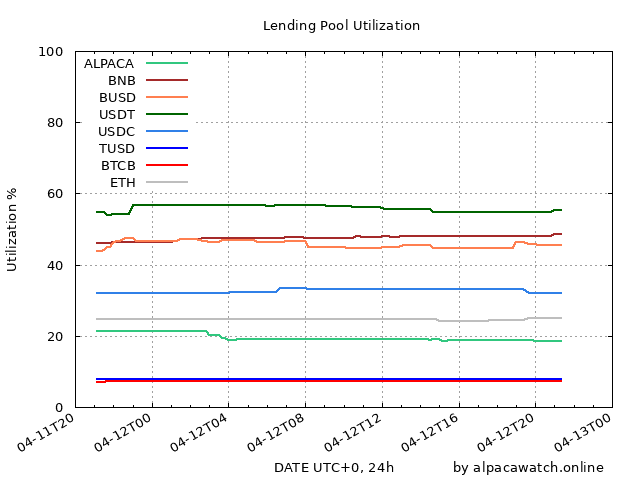 Lending Pool Utilization
100
80
60
40
20
0
Utilization %
ALPACA
BNB
BUSD
USDT
USDC
TUSD
BTCB
ETH
04-11T20
04-12T00
04-12T04
04-12T08
04-12T12
04-12T16
04-12T20
04-13T00
DATE UTC+0, 24h
by alpacawatch.online